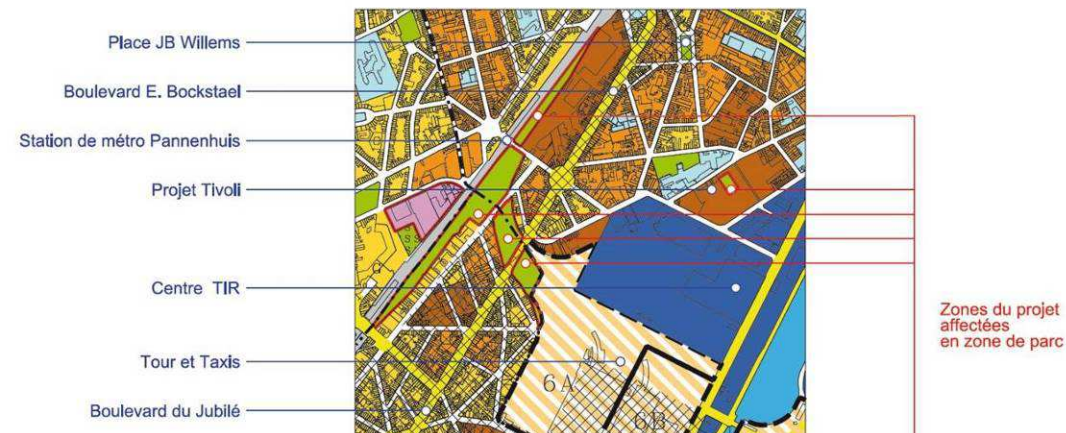 Place JB Willems
Boulevard E. Bockstael
Station de métro Pannenhuis
Projet Tivoli
Centre TIR
Tour et Taxis
Boulevard du Jubilé
6A
6B
Zones du projet
affectées
en zone de parc